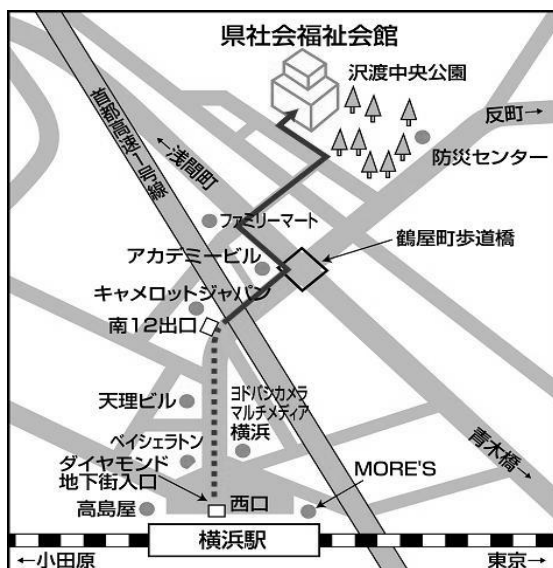 県社会福祉会館
沢渡中央公園
反町→
防災センター
首都高速1号線
←浅間町
ファミリーマート
鶴屋町歩道橋
アカデミービル
キャメロットジャパン
南12出口
天理ビル
ヨドバシカメラ
マルチメディア
横浜
ベイシェラトン
青木橋→
ダイヤモンド
地下街入口
MORE'S
高島屋
西口
横浜駅
←小田原
東京→